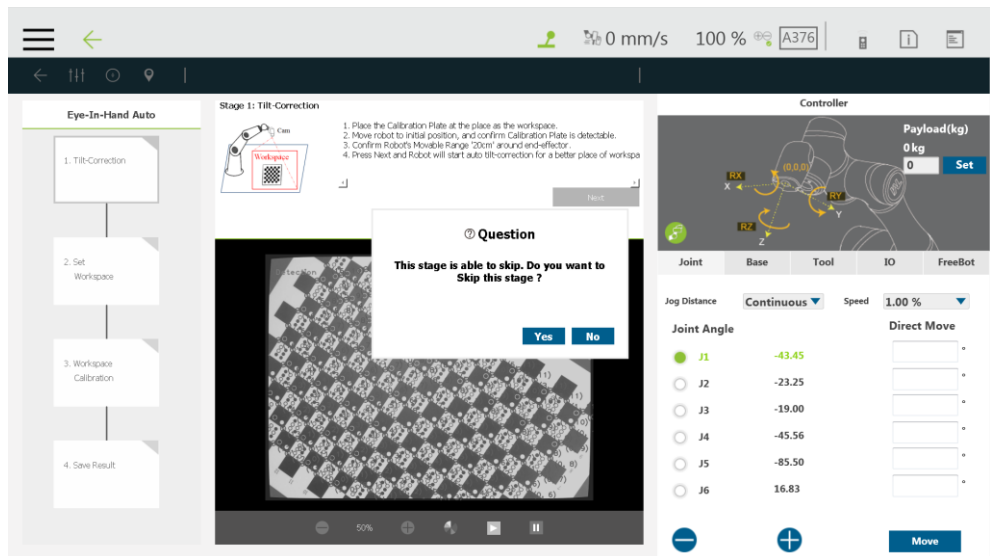 0 mm/s
100 %
A376
Eye-In-Hand Auto
1. Tilt-Correction
2. Set
Workspace
3. Workspace
Calibration
4. Save Result
Stage 1: Tilt-Correction
Cam
Workspace
1. Place the Calibration Plate at the place as the workspace.
2. Move robot to initial position, and confirm Calibration Plate is detectable.
3. Confirm Robot's Movable Range '20cm' around end-effector.
4. Press Next and Robot will start auto tilt-correction for a better place of workspa
Next
Question
This stage is able to skip. Do you want to
Skip this stage ?
Yes No
50%
Controller
Payload(kg)
0 kg
0 Set
(0,0,0)
RX
X
RY
Y
RZ
Z
Joint Base Tool IO FreeBot
Jog Distance Continuous Speed 1.00 %
Joint Angle Direct Move
J1 -43.45 °
J2 -23.25 °
J3 -19.00 °
J4 -45.56 °
J5 -85.50 °
J6 16.83 °
Move